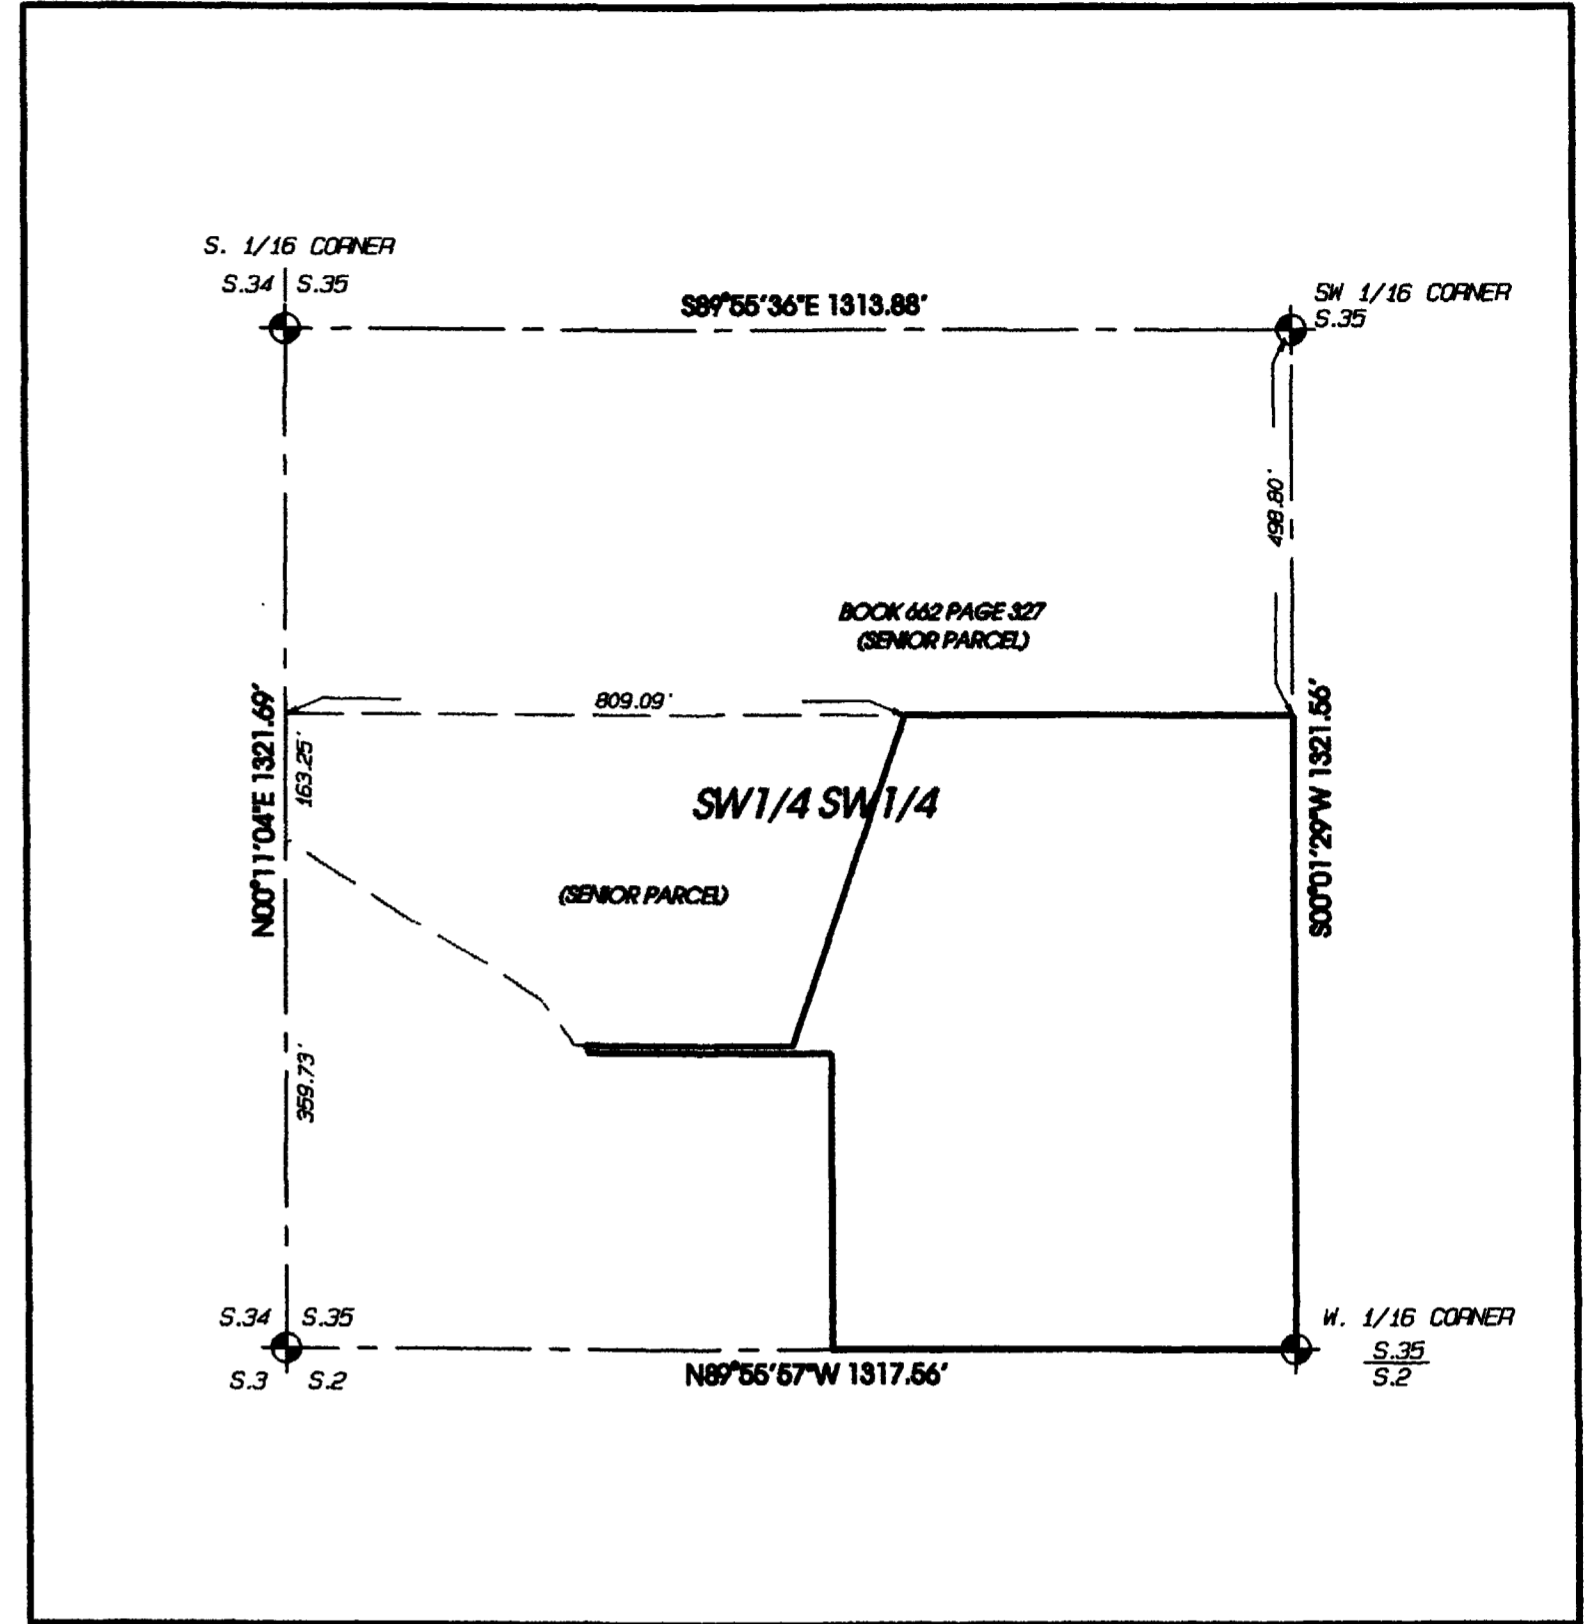 S. 1/16 CORNER
S.34 S.35
S89°55'36"E 1313.88'
SW 1/16 CORNER
S.35
498.80'
BOOK 662 PAGE 327
(SENIOR PARCEL)
809.09'
N00°11'04"E 1321.69'
163.25'
SW1/4 SW1/4
S00°01'29"W 1321.56'
(SENIOR PARCEL)
359.73'
S.34 S.35
S.3 S.2
N89°55'57"W 1317.56'
W. 1/16 CORNER
S.35
S.2